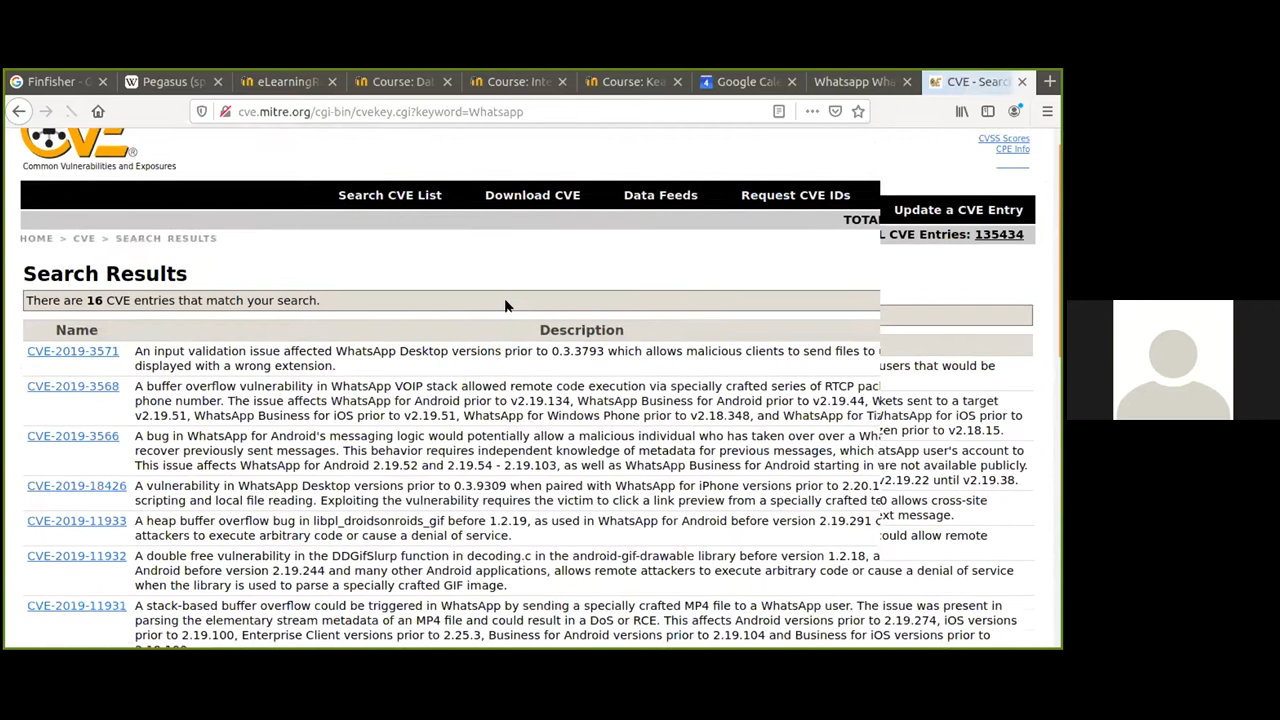 Finfisher - G
Pegasus (sp
eLearningR
Course: Da
Course: Inte
Course: Kea
Google Cale
Whatsapp Wha
CVE - Searc
cve.mitre.org/cgi-bin/cvekey.cgi?keyword=Whatsapp
CVE®
Common Vulnerabilities and Exposures
CVSS Scores
CPE Info
Search CVE List
Download CVE
Data Feeds
Request CVE IDs
Update a CVE Entry
TOTA
L CVE Entries: 135434
HOME > CVE > SEARCH RESULTS
Search Results
There are 16 CVE entries that match your search.
Name
Description
CVE-2019-3571
An input validation issue affected WhatsApp Desktop versions prior to 0.3.3793 which allows malicious clients to send files to
users that would be
displayed with a wrong extension.
CVE-2019-3568
A buffer overflow vulnerability in WhatsApp VOIP stack allowed remote code execution via specially crafted series of RTCP pac
kets sent to a target
phone number. The issue affects WhatsApp for Android prior to v2.19.134, WhatsApp Business for Android prior to v2.19.44, W
hatsApp for iOS prior to
v2.19.51, WhatsApp Business for iOS prior to v2.19.51, WhatsApp for Windows Phone prior to v2.18.348, and WhatsApp for Ti
zen prior to v2.18.15.
CVE-2019-3566
A bug in WhatsApp for Android's messaging logic would potentially allow a malicious individual who has taken over over a Wh
atsApp user's account to
recover previously sent messages. This behavior requires independent knowledge of metadata for previous messages, which
are not available publicly.
This issue affects WhatsApp for Android 2.19.52 and 2.19.54 - 2.19.103, as well as WhatsApp Business for Android starting in
v2.19.22 until v2.19.38.
CVE-2019-18426
A vulnerability in WhatsApp Desktop versions prior to 0.3.9309 when paired with WhatsApp for iPhone versions prior to 2.20.1
0 allows cross-site
scripting and local file reading. Exploiting the vulnerability requires the victim to click a link preview from a specially crafted te
xt message.
CVE-2019-11933
A heap buffer overflow bug in libpl_droidsonroids_gif before 1.2.19, as used in WhatsApp for Android before version 2.19.291 c
could allow remote
attackers to execute arbitrary code or cause a denial of service.
CVE-2019-11932
A double free vulnerability in the DDGifSlurp function in decoding.c in the android-gif-drawable library before version 1.2.18, a
Android before version 2.19.244 and many other Android applications, allows remote attackers to execute arbitrary code or cause a denial of service
when the library is used to parse a specially crafted GIF image.
CVE-2019-11931
A stack-based buffer overflow could be triggered in WhatsApp by sending a specially crafted MP4 file to a WhatsApp user. The issue was present in
parsing the elementary stream metadata of an MP4 file and could result in a DoS or RCE. This affects Android versions prior to 2.19.274, iOS versions
prior to 2.19.100, Enterprise Client versions prior to 2.25.3, Business for Android versions prior to 2.19.104 and Business for iOS versions prior to